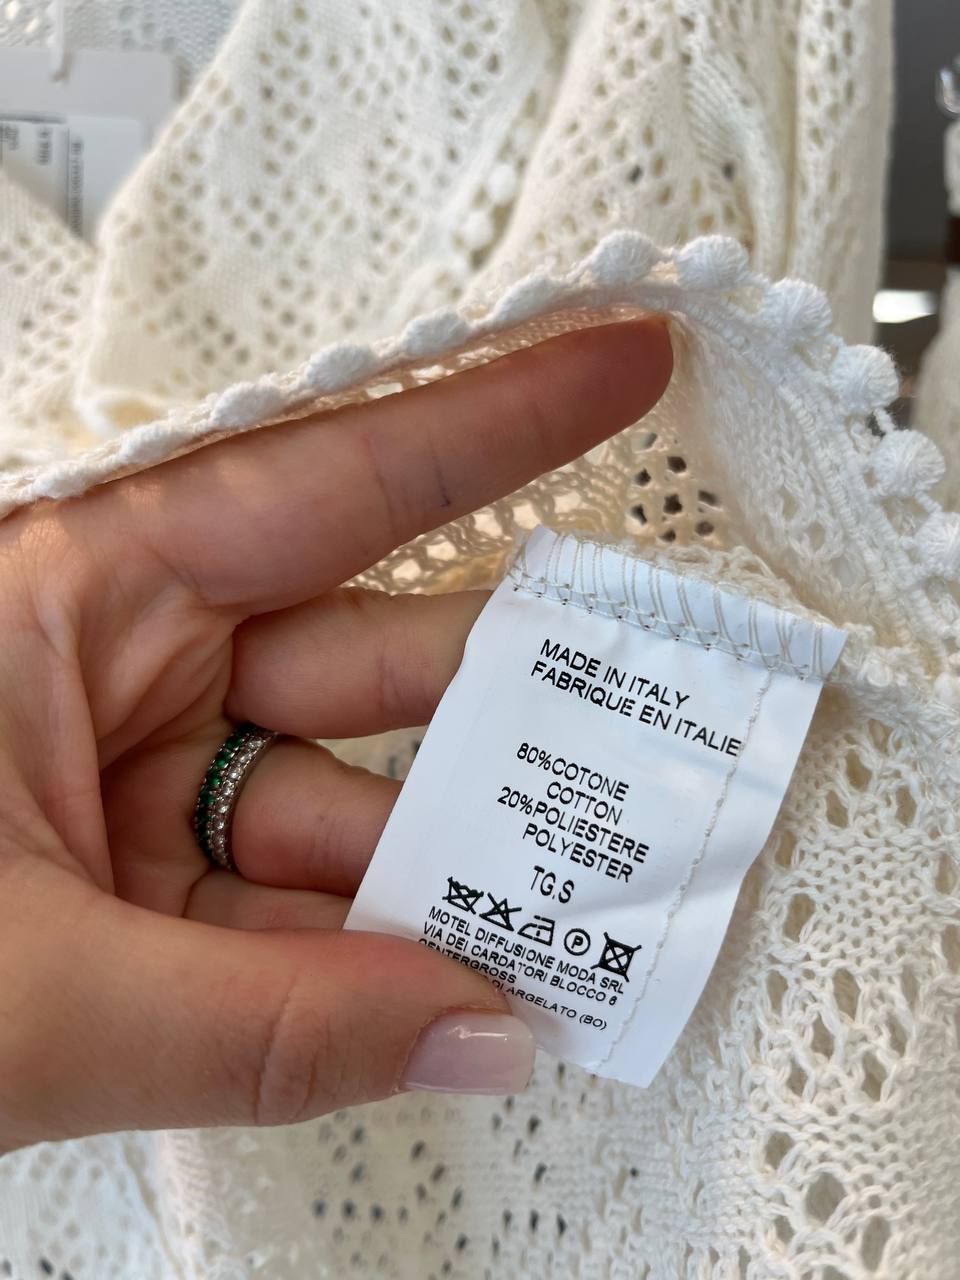 MADE IN ITALY
FABRIQUE EN ITALIE
80%COTONE
COTTON
20%POLIESTERE
POLYESTER
TG.S
P
MOTEL DIFFUSIONE MODA SRL
VIA DEI CARDATORI BLOCCO 6
CENTERGROSS
DI ARGELATO (BO)